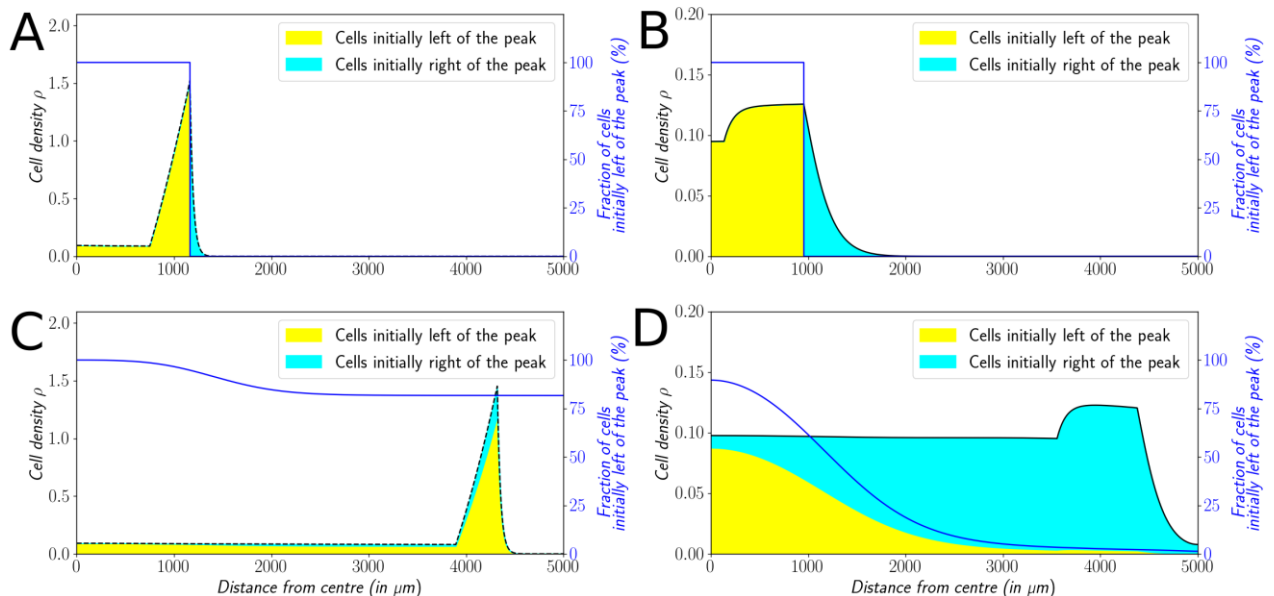 A
2.0
1.5
1.0
0.5
0.0
Cell density ρ
Cells initially left of the peak
Cells initially right of the peak
100
75
50
25
0
Fraction of cells
initially left of the peak (%)
0
1000
2000
3000
4000
5000
B
0.20
0.15
0.10
0.05
0.00
Cell density ρ
Cells initially left of the peak
Cells initially right of the peak
100
75
50
25
0
Fraction of cells
initially left of the peak (%)
0
1000
2000
3000
4000
5000
C
2.0
1.5
1.0
0.5
0.0
Cell density ρ
Cells initially left of the peak
Cells initially right of the peak
100
75
50
25
0
Fraction of cells
initially left of the peak (%)
0
1000
2000
3000
4000
5000
Distance from centre (in μm)
D
0.20
0.15
0.10
0.05
0.00
Cell density ρ
Cells initially left of the peak
Cells initially right of the peak
100
75
50
25
0
Fraction of cells
initially left of the peak (%)
0
1000
2000
3000
4000
5000
Distance from centre (in μm)